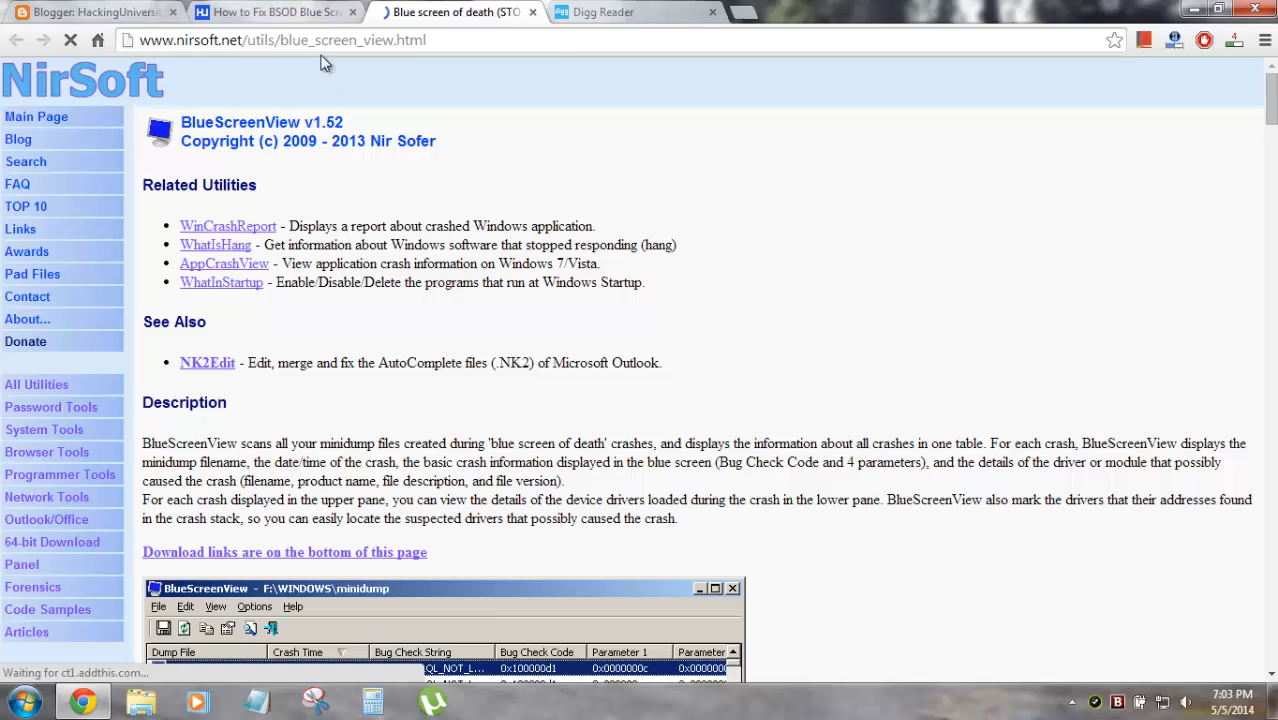 Blogger: HackingUniversi
How to Fix BSOD Blue Scr
Blue screen of death (STO
Digg Reader
www.nirsoft.net/utils/blue_screen_view.html
4
NirSoft
Main Page
Blog
Search
FAQ
TOP 10
Links
Awards
Pad Files
Contact
About...
Donate
All Utilities
Password Tools
System Tools
Browser Tools
Programmer Tools
Network Tools
Outlook/Office
64-bit Download
Panel
Forensics
Code Samples
Articles
BlueScreenView v1.52
Copyright (c) 2009 - 2013 Nir Sofer
Related Utilities
WinCrashReport - Displays a report about crashed Windows application.
WhatIsHang - Get information about Windows software that stopped responding (hang)
AppCrashView - View application crash information on Windows 7/Vista.
WhatInStartup - Enable/Disable/Delete the programs that run at Windows Startup.
See Also
NK2Edit - Edit, merge and fix the AutoComplete files (.NK2) of Microsoft Outlook.
Description
BlueScreenView scans all your minidump files created during 'blue screen of death' crashes, and displays the information about all crashes in one table. For each crash, BlueScreenView displays the
minidump filename, the date/time of the crash, the basic crash information displayed in the blue screen (Bug Check Code and 4 parameters), and the details of the driver or module that possibly
caused the crash (filename, product name, file description, and file version).
For each crash displayed in the upper pane, you can view the details of the device drivers loaded during the crash in the lower pane. BlueScreenView also mark the drivers that their addresses found
in the crash stack, so you can easily locate the suspected drivers that possibly caused the crash.
Download links are on the bottom of this page
BlueScreenView - F:\WINDOWS\minidump
File Edit View Options Help
Dump File Crash Time Bug Check String Bug Check Code Parameter 1 Parameter
QL_NOT_L... 0x100000d1 0x0000000c 0x000000
Waiting for ct1.addthis.com...
7:03 PM
5/5/2014